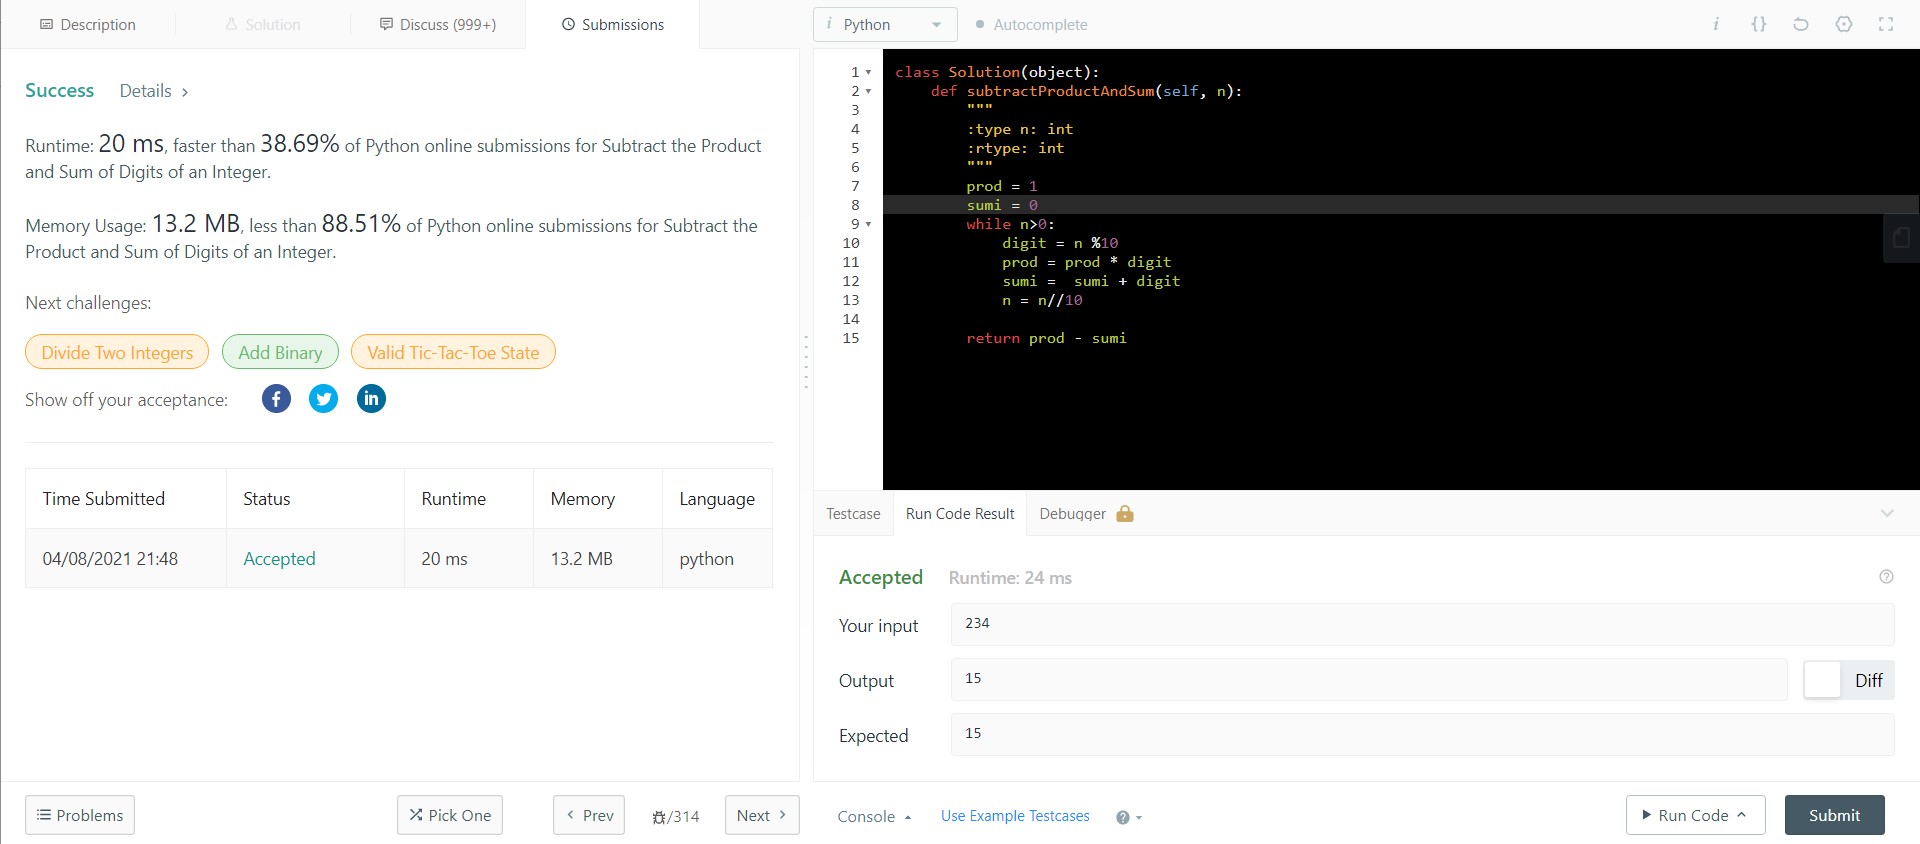 Description
Solution
Discuss (999+)
Submissions
Success Details >
Runtime: 20 ms, faster than 38.69% of Python online submissions for Subtract the Product
and Sum of Digits of an Integer.
Memory Usage: 13.2 MB, less than 88.51% of Python online submissions for Subtract the
Product and Sum of Digits of an Integer.
Next challenges:
Divide Two Integers
Add Binary
Valid Tic-Tac-Toe State
Show off your acceptance:
Time Submitted Status Runtime Memory Language
04/08/2021 21:48 Accepted 20 ms 13.2 MB python
Problems
Pick One
< Prev
/314
Next >
i Python
Autocomplete
i {}
1 class Solution(object):
2     def subtractProductAndSum(self, n):
3         """
4         :type n: int
5         :rtype: int
6         """
7         prod = 1
8         sumi = 0
9         while n>0:
10             digit = n %10
11             prod = prod * digit
12             sumi =  sumi + digit
13             n = n//10
14
15         return prod - sumi
Testcase
Run Code Result
Debugger
Accepted Runtime: 24 ms
Your input 234
Output 15 Diff
Expected 15
Console
Use Example Testcases
Run Code
Submit